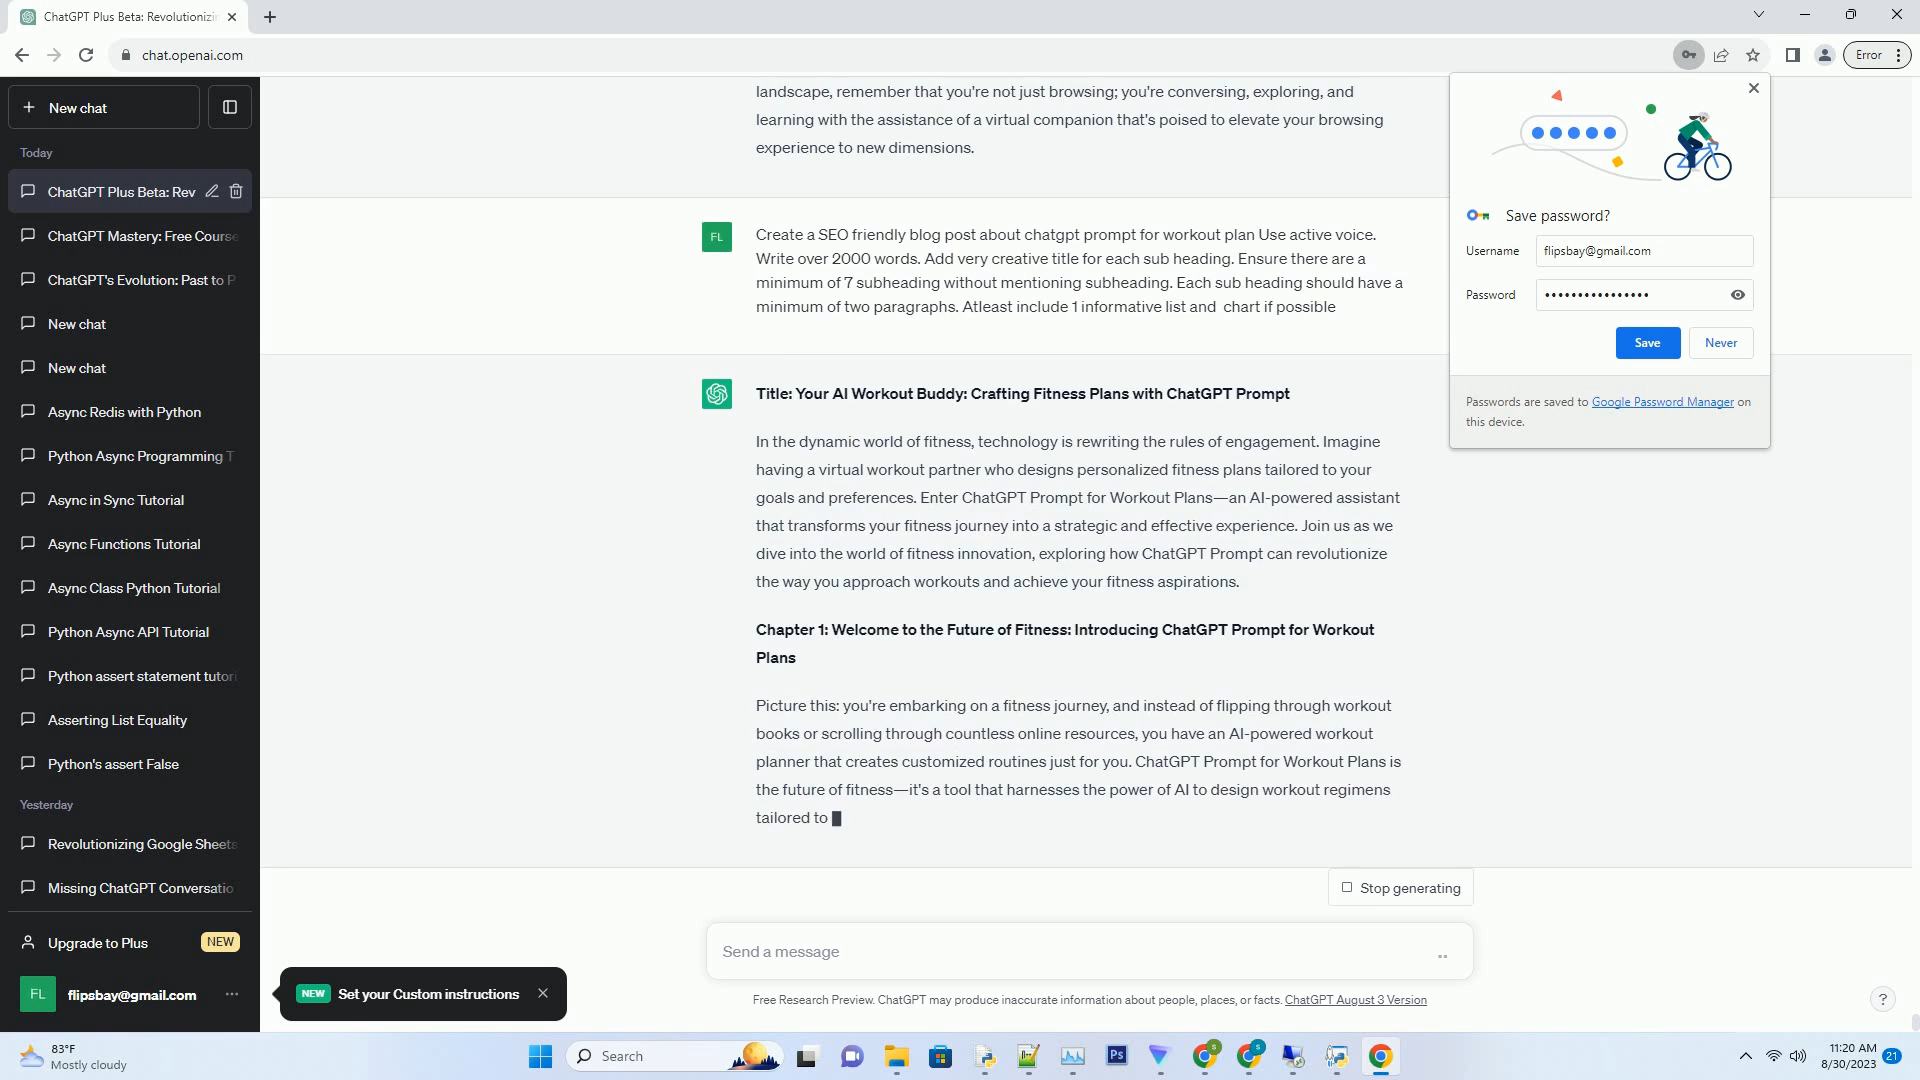 ChatGPT Plus Beta: Revolutionizin
chat.openai.com
Error
New chat
Today
ChatGPT Plus Beta: Rev
ChatGPT Mastery: Free Course
ChatGPT's Evolution: Past to P
New chat
New chat
Async Redis with Python
Python Async Programming T
Async in Sync Tutorial
Async Functions Tutorial
Async Class Python Tutorial
Python Async API Tutorial
Python assert statement tutori
Asserting List Equality
Python's assert False
Yesterday
Revolutionizing Google Sheets
Missing ChatGPT Conversatio
Upgrade to Plus
NEW
FL
flipsbay@gmail.com
landscape, remember that you're not just browsing; you're conversing, exploring, and
learning with the assistance of a virtual companion that's poised to elevate your browsing
experience to new dimensions.
FL
Create a SEO friendly blog post about chatgpt prompt for workout plan Use active voice.
Write over 2000 words. Add very creative title for each sub heading. Ensure there are a
minimum of 7 subheading without mentioning subheading. Each sub heading should have a
minimum of two paragraphs. Atleast include 1 informative list and  chart if possible
Title: Your AI Workout Buddy: Crafting Fitness Plans with ChatGPT Prompt
In the dynamic world of fitness, technology is rewriting the rules of engagement. Imagine
having a virtual workout partner who designs personalized fitness plans tailored to your
goals and preferences. Enter ChatGPT Prompt for Workout Plans—an AI-powered assistant
that transforms your fitness journey into a strategic and effective experience. Join us as we
dive into the world of fitness innovation, exploring how ChatGPT Prompt can revolutionize
the way you approach workouts and achieve your fitness aspirations.
Chapter 1: Welcome to the Future of Fitness: Introducing ChatGPT Prompt for Workout
Plans
Picture this: you're embarking on a fitness journey, and instead of flipping through workout
books or scrolling through countless online resources, you have an AI-powered workout
planner that creates customized routines just for you. ChatGPT Prompt for Workout Plans is
the future of fitness—it's a tool that harnesses the power of AI to design workout regimens
tailored to
Stop generating
Send a message
NEW
Set your Custom instructions
Free Research Preview. ChatGPT may produce inaccurate information about people, places, or facts. ChatGPT August 3 Version
?
Save password?
Username
flipsbay@gmail.com
Password
••••••••••••••••
Save
Never
Passwords are saved to Google Password Manager on
this device.
83°F
Mostly cloudy
Search
Ps
S
S
11:20 AM
8/30/2023
21